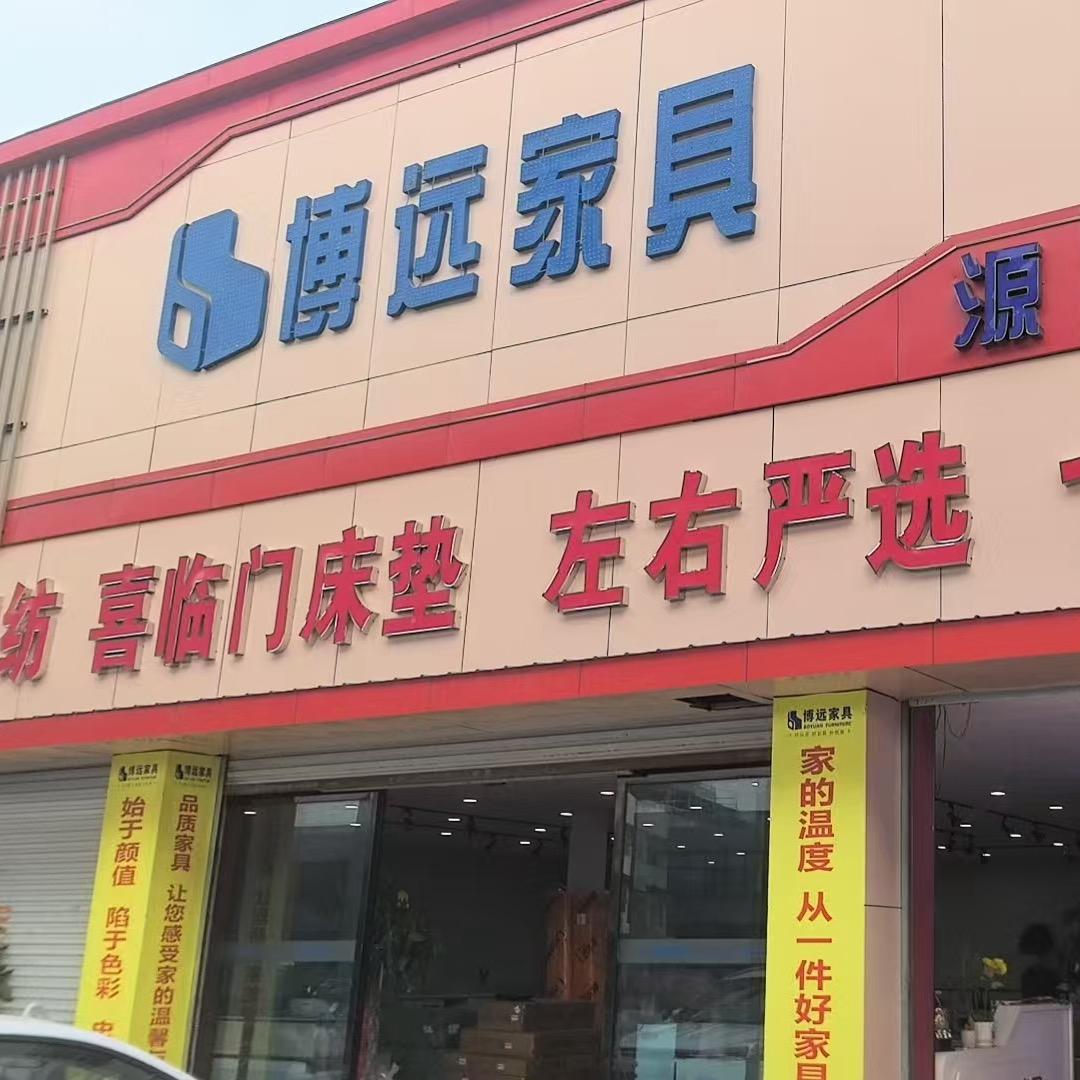 博远家具
源
纺 喜临门床垫 左右严选
博远家具
BOYUAN FURNITURE
家的温度 从一件好家具
博远家具
始于颜值 陷于色彩
博远家具
品质家具 让您感受家的温馨